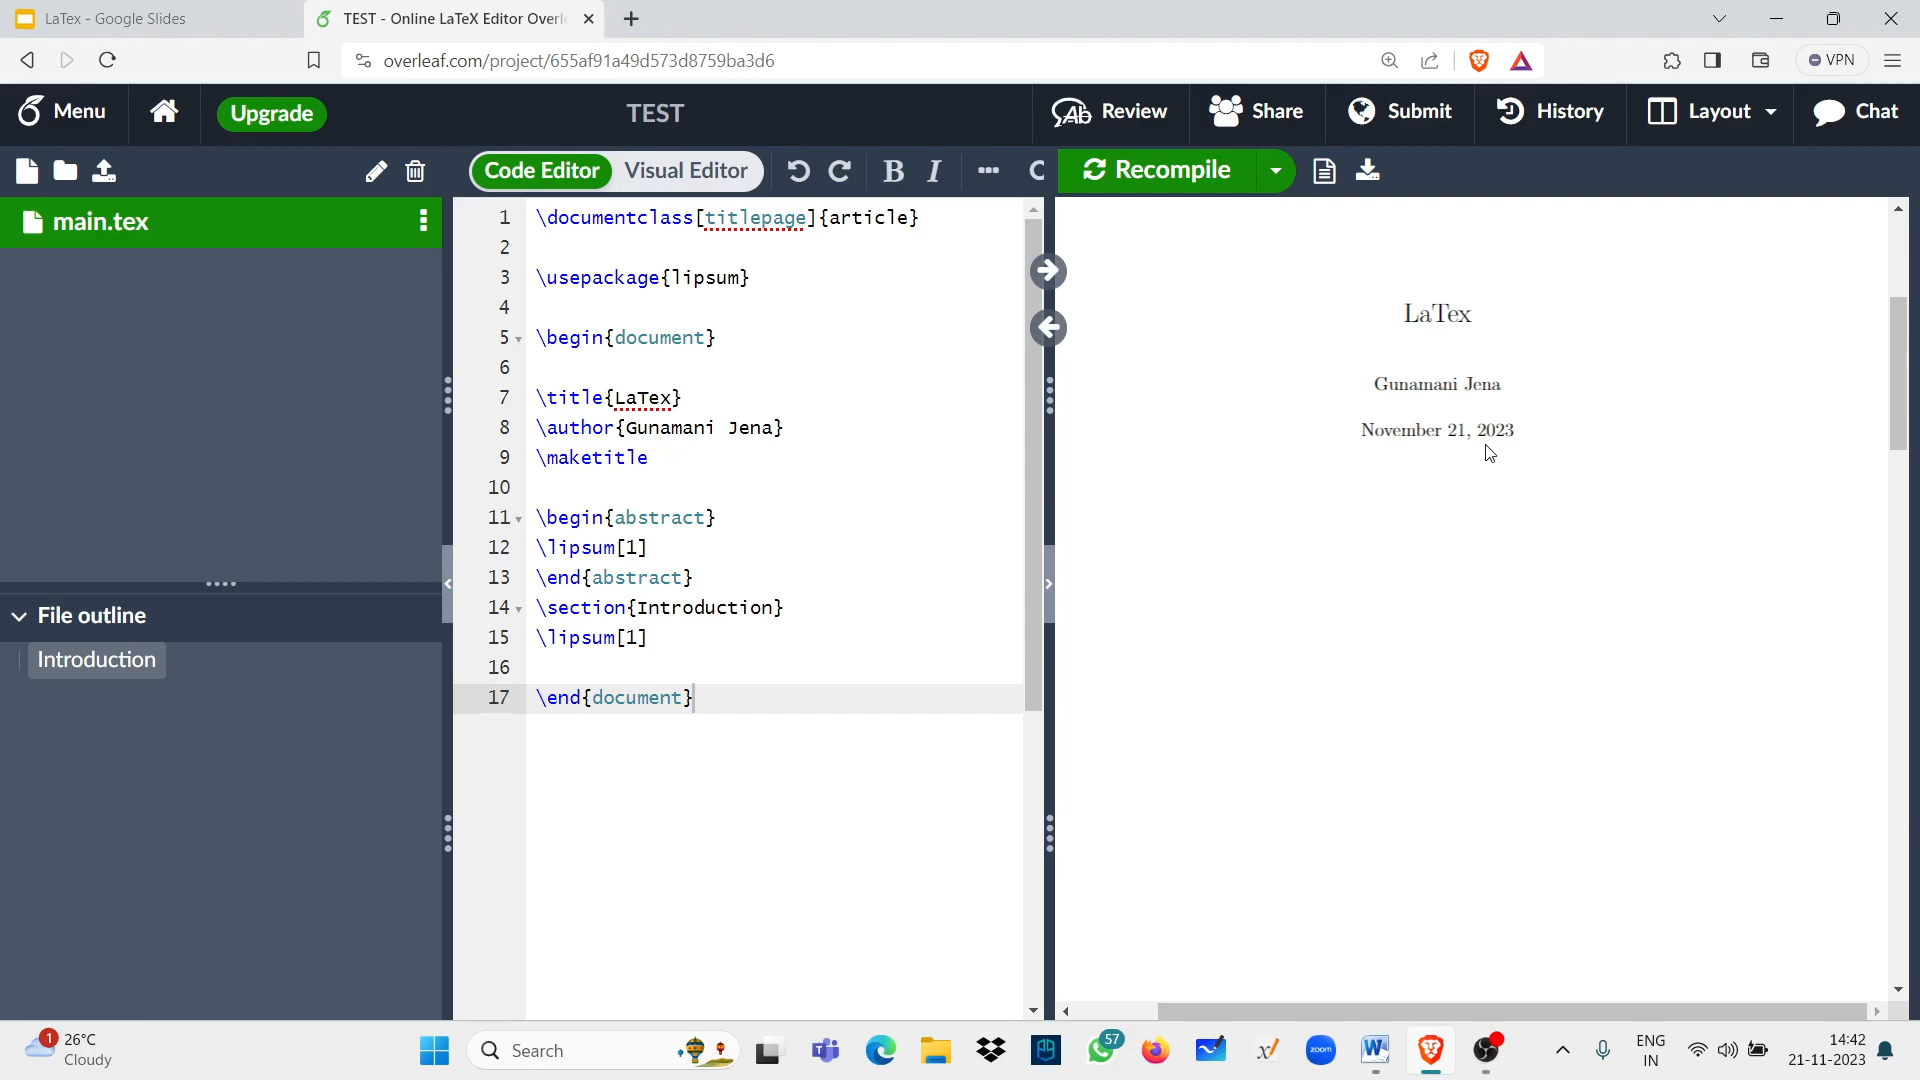 LaTex - Google Slides
TEST - Online LaTeX Editor Overl
overleaf.com/project/655af91a49d573d8759ba3d6
VPN
Menu
Upgrade
TEST
Review
Share
Submit
History
Layout
Chat
Code Editor
Visual Editor
B I
Recompile
main.tex
File outline
Introduction
1 \documentclass[titlepage]{article}
2
3 \usepackage{lipsum}
4
5 \begin{document}
6
7 \title{LaTex}
8 \author{Gunamani Jena}
9 \maketitle
10
11 \begin{abstract}
12 \lipsum[1]
13 \end{abstract}
14 \section{Introduction}
15 \lipsum[1]
16
17 \end{document}
LaTex
Gunamani Jena
November 21, 2023
1
26°C
Cloudy
Search
57
zoom
ENG
IN
14:42
21-11-2023